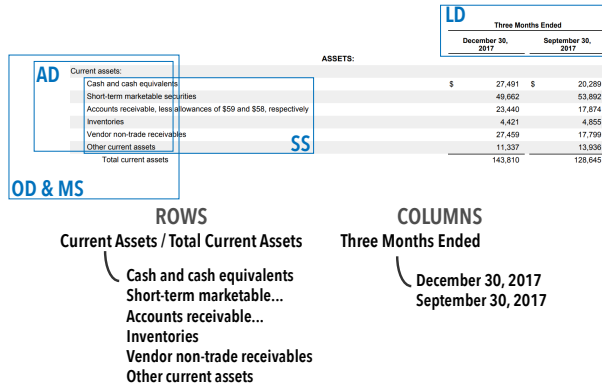 LD
Three Months Ended
December 30, 2017 September 30, 2017
ASSETS:
AD
Current assets:
Cash and cash equivalents $ 27,491 $ 20,289
Short-term marketable securities 49,662 53,892
Accounts receivable, less allowances of $59 and $58, respectively 23,440 17,874
Inventories 4,421 4,855
Vendor non-trade receivables 27,459 17,799
SS
Other current assets 11,337 13,936
Total current assets 143,810 128,645
OD & MS
ROWS COLUMNS
Current Assets / Total Current Assets Three Months Ended
Cash and cash equivalents December 30, 2017
Short-term marketable... September 30, 2017
Accounts receivable...
Inventories
Vendor non-trade receivables
Other current assets